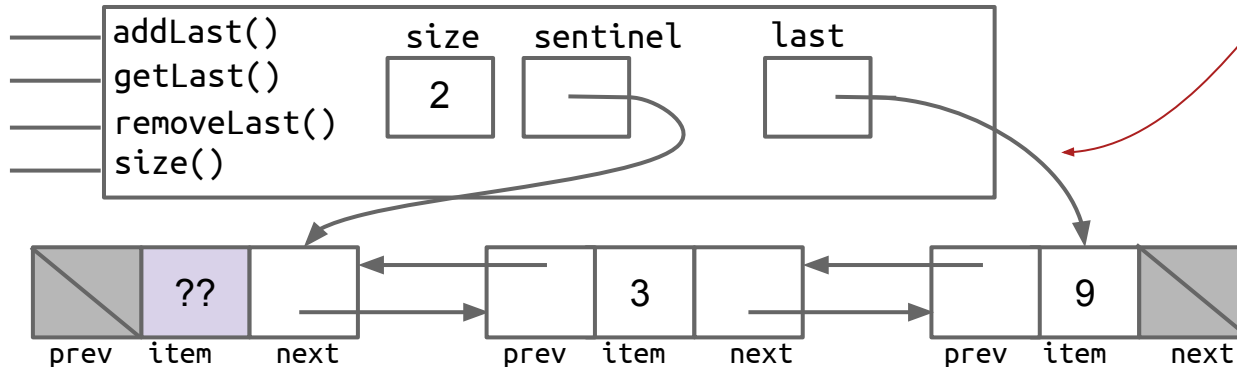 addLast()
getLast()
removeLast()
size()
size sentinel last
2
?? 3 9
prev item next prev item next prev item next